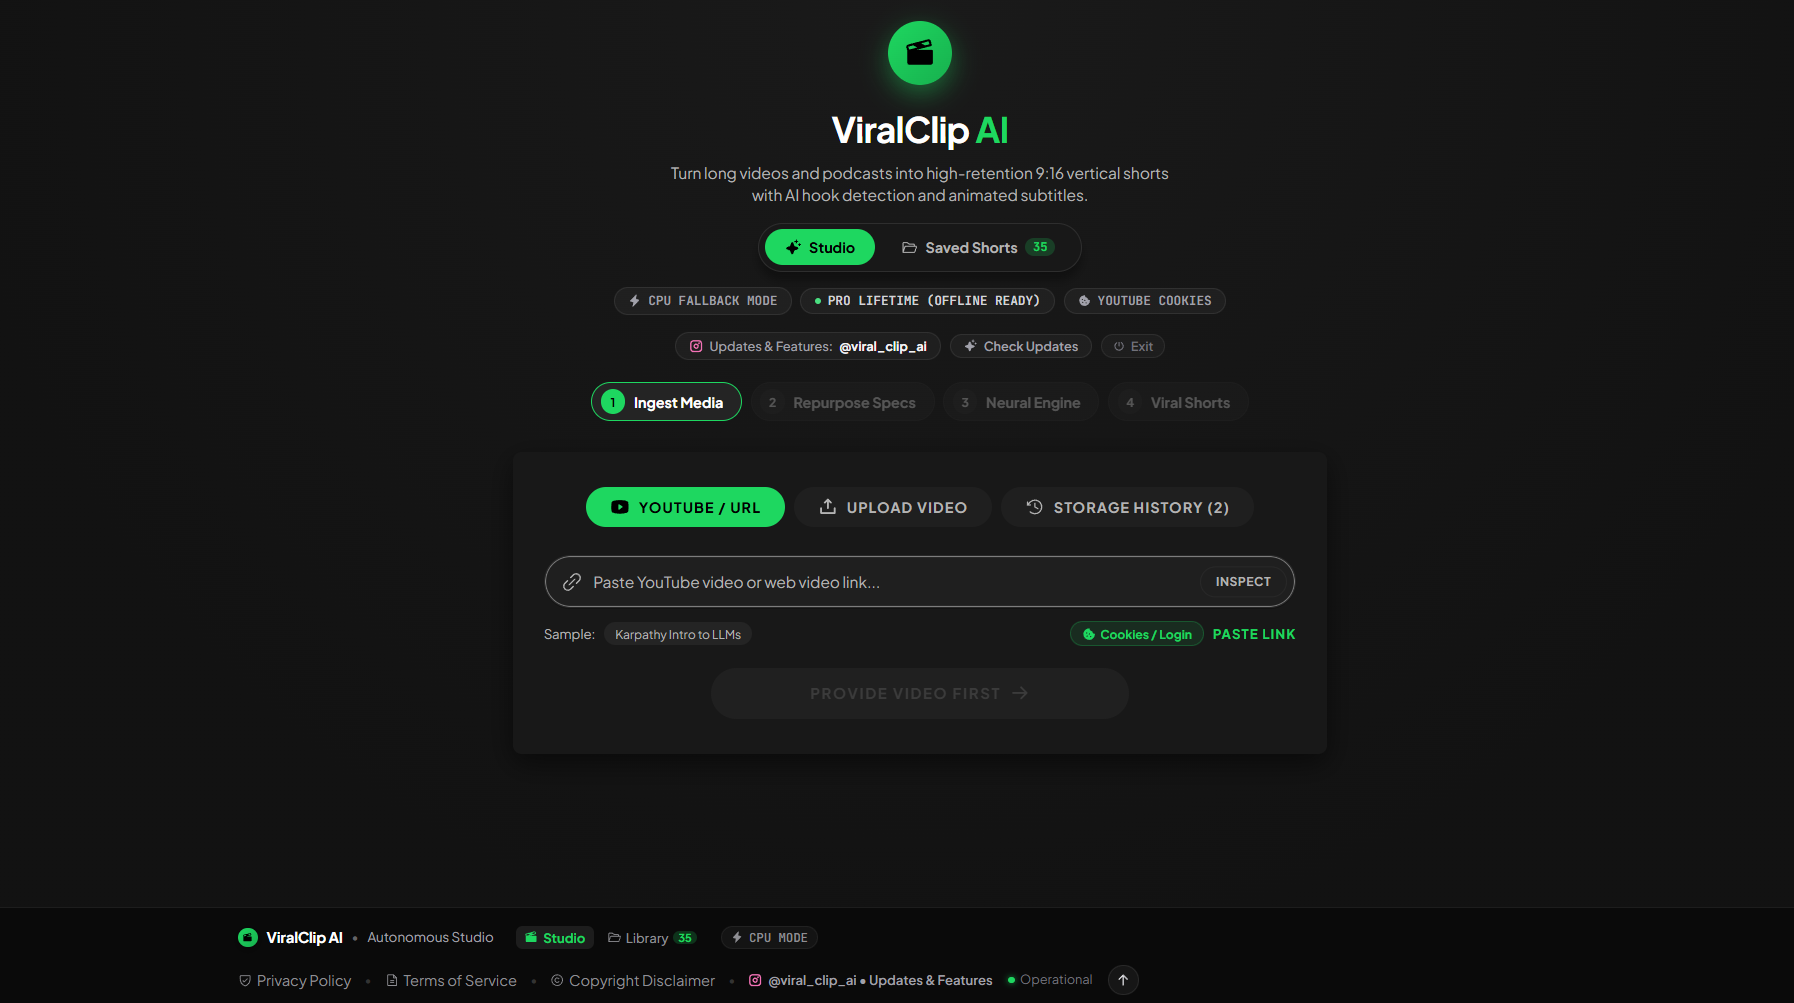 ViralClip AI
Turn long videos and podcasts into high-retention 9:16 vertical shorts
with AI hook detection and animated subtitles.
Studio Saved Shorts 35
CPU FALLBACK MODE PRO LIFETIME (OFFLINE READY) YOUTUBE COOKIES
Updates & Features: @viral_clip_ai Check Updates Exit
1 Ingest Media 2 Repurpose Specs 3 Neural Engine 4 Viral Shorts
YOUTUBE / URL UPLOAD VIDEO STORAGE HISTORY (2)
Paste YouTube video or web video link... INSPECT
Sample: Karpathy Intro to LLMs Cookies / Login PASTE LINK
PROVIDE VIDEO FIRST →
ViralClip AI • Autonomous Studio Studio Library 35 CPU MODE
Privacy Policy • Terms of Service • Copyright Disclaimer • @viral_clip_ai • Updates & Features Operational ↑